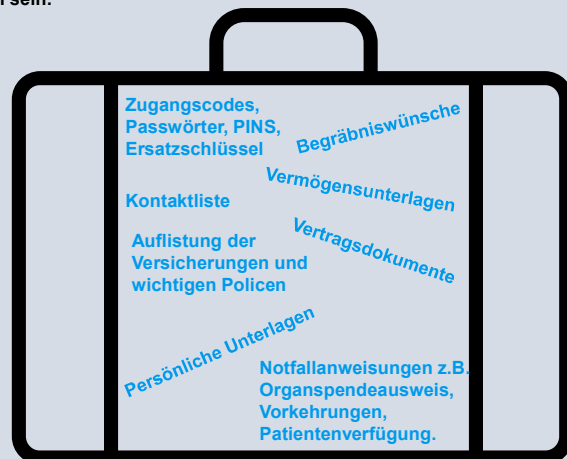 sein:
Zugangscodes,
Passwörter, PINS,
Ersatzschlüssel
Begräbniswünsche
Vermögensunterlagen
Kontaktliste
Vertragsdokumente
Auflistung der
Versicherungen und
wichtigen Policen
Persönliche Unterlagen
Notfallanweisungen z.B.
Organspendeausweis,
Vorkehrungen,
Patientenverfügung.